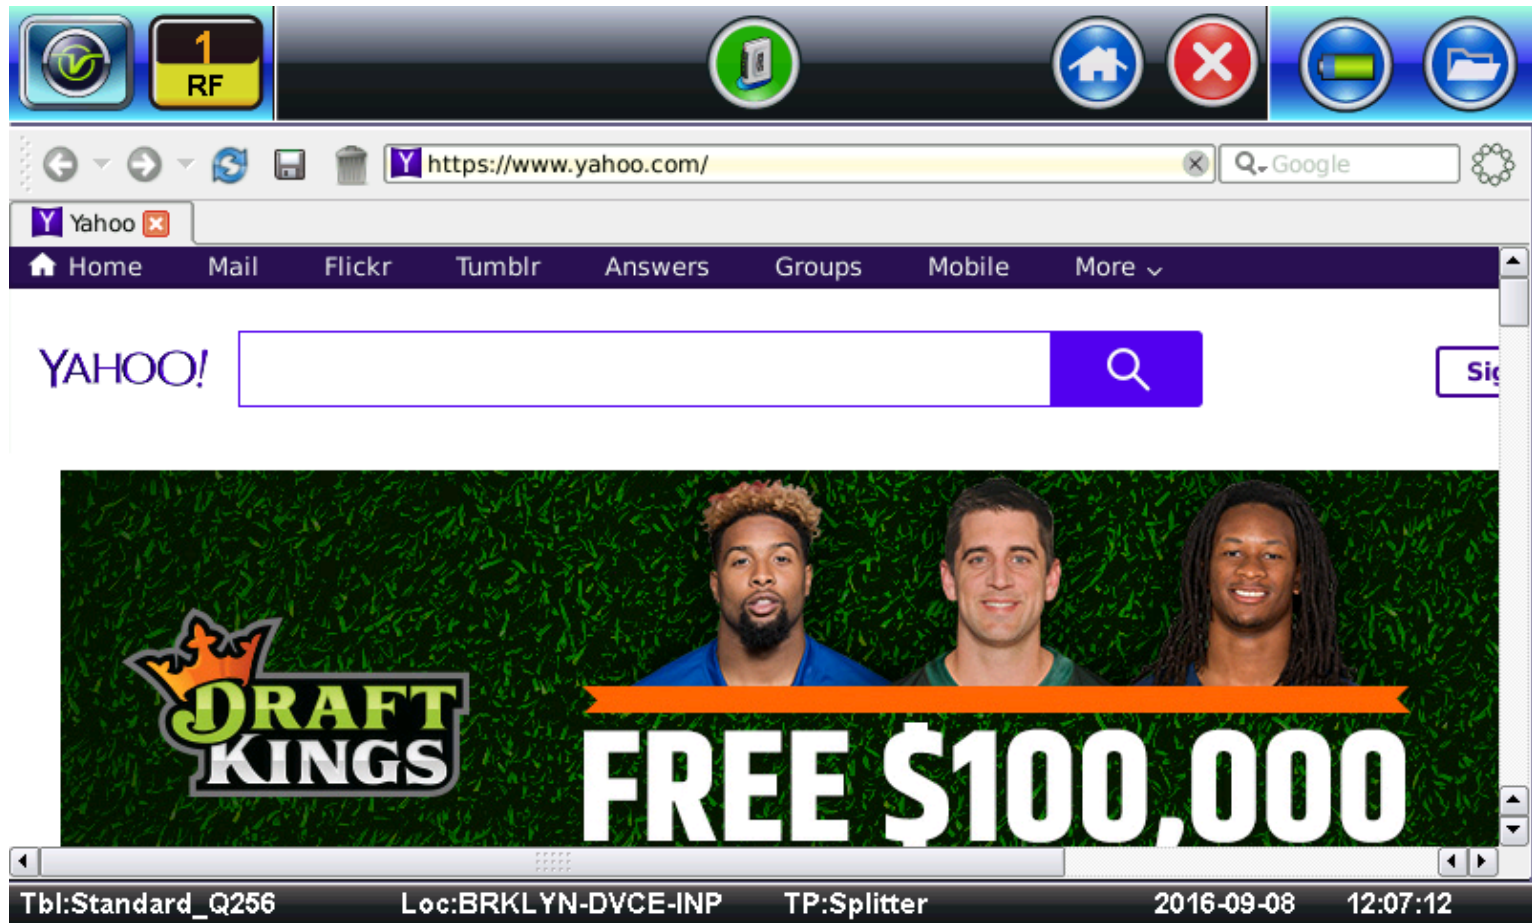 1
RF
https://www.yahoo.com/
Google
Yahoo
Home Mail Flickr Tumblr Answers Groups Mobile More
YAHOO!
DRAFT
KINGS
FREE $100,000
Tbl:Standard_Q256 Loc:BRKLYN-DVCE-INP TP:Splitter 2016-09-08 12:07:12